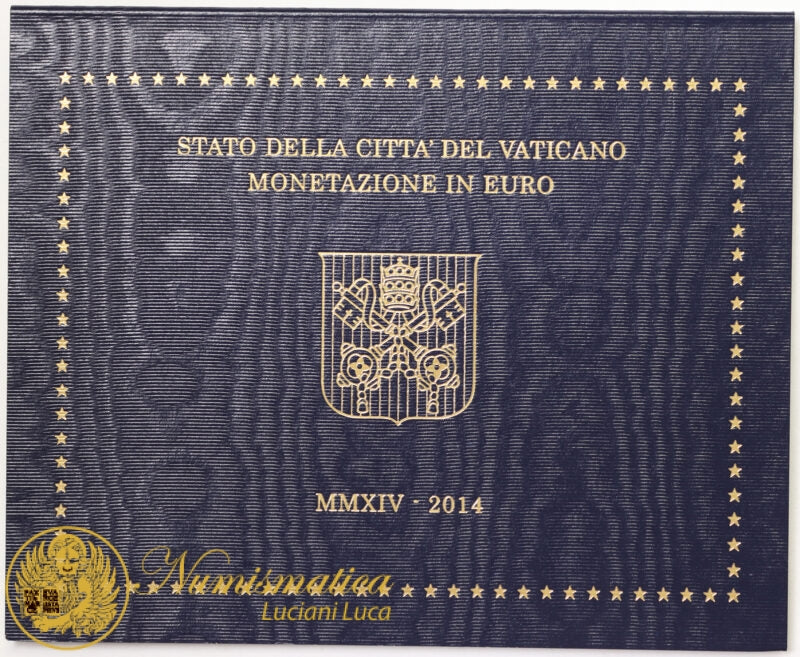 STATO DELLA CITTA' DEL VATICANO
MONETAZIONE IN EURO
MMXIV - 2014
Numismatica
Luciani Luca